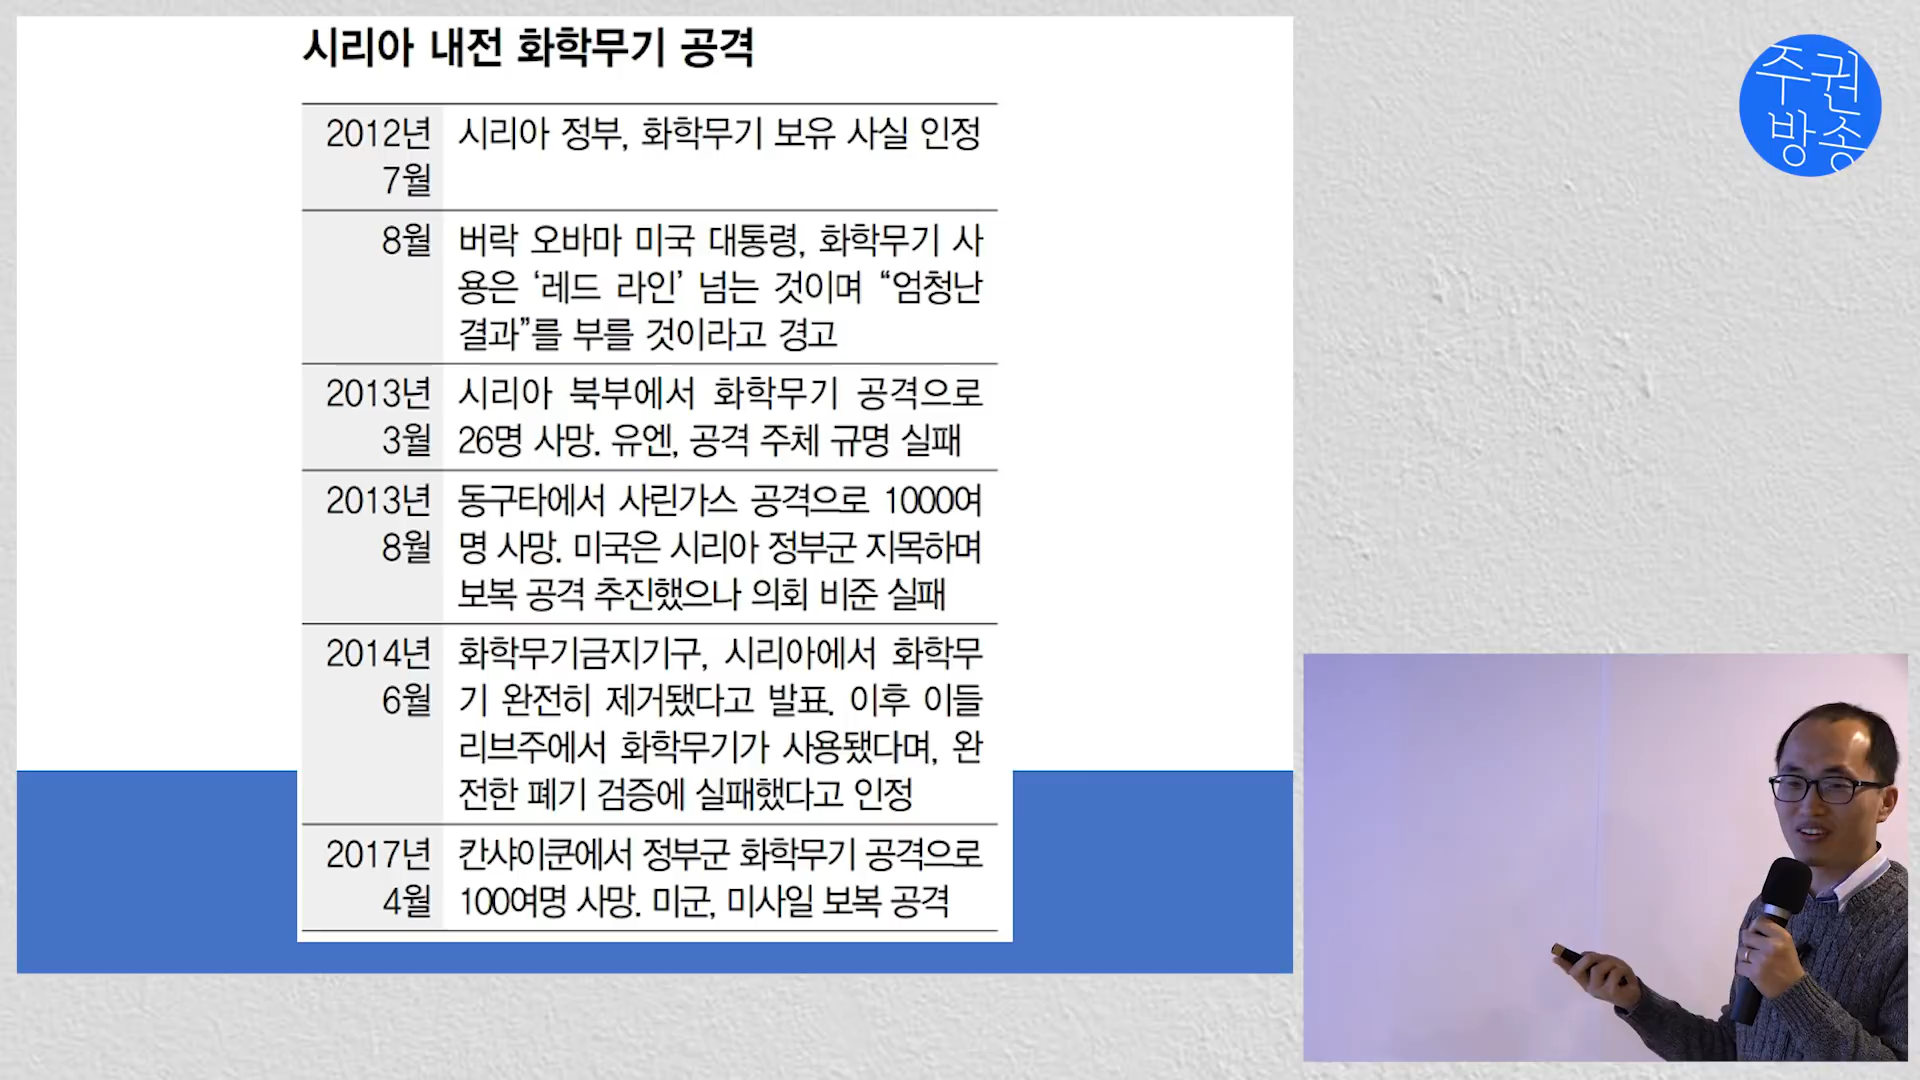 시리아 내전 화학무기 공격
2012년 시리아 정부, 화학무기 보유 사실 인정
7월
8월 버락 오바마 미국 대통령, 화학무기 사
용은 ‘레드 라인’ 넘는 것이며 “엄청난
결과”를 부를 것이라고 경고
2013년 시리아 북부에서 화학무기 공격으로
3월 26명 사망. 유엔, 공격 주체 규명 실패
2013년 동구타에서 사린가스 공격으로 1000여
8월 명 사망. 미국은 시리아 정부군 지목하며
보복 공격 추진했으나 의회 비준 실패
2014년 화학무기금지기구, 시리아에서 화학무
6월 기 완전히 제거됐다고 발표. 이후 이들
리브주에서 화학무기가 사용됐다며, 완
전한 폐기 검증에 실패했다고 인정
2017년 칸샤이쿤에서 정부군 화학무기 공격으로
4월 100여명 사망. 미군, 미사일 보복 공격
주권
방송